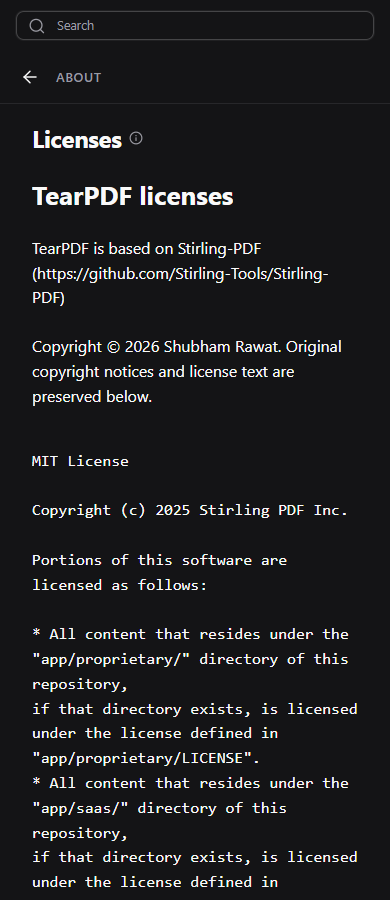 Search
ABOUT
Licenses
TearPDF licenses
TearPDF is based on Stirling-PDF
(https://github.com/Stirling-Tools/Stirling-
PDF)
Copyright © 2026 Shubham Rawat. Original
copyright notices and license text are
preserved below.
MIT License
Copyright (c) 2025 Stirling PDF Inc.
Portions of this software are
licensed as follows:
* All content that resides under the
"app/proprietary/" directory of this
repository,
if that directory exists, is licensed
under the license defined in
"app/proprietary/LICENSE".
* All content that resides under the
"app/saas/" directory of this
repository,
if that directory exists, is licensed
under the license defined in